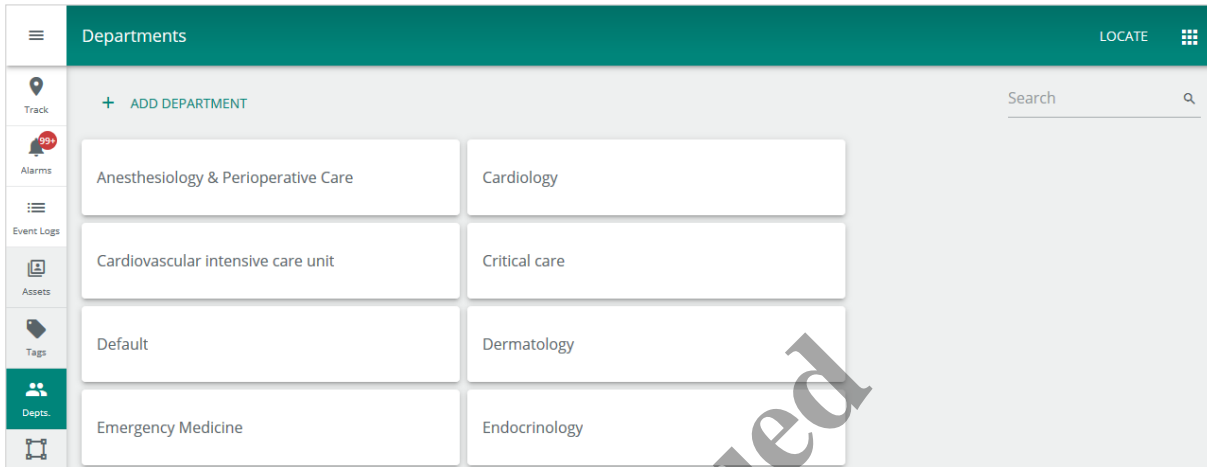 Departments
LOCATE
Track
ADD DEPARTMENT
Search
99+
Alarms
Anesthesiology & Perioperative Care
Cardiology
Event Logs
Cardiovascular intensive care unit
Critical care
Assets
Default
Dermatology
Tags
Depts.
Emergency Medicine
Endocrinology